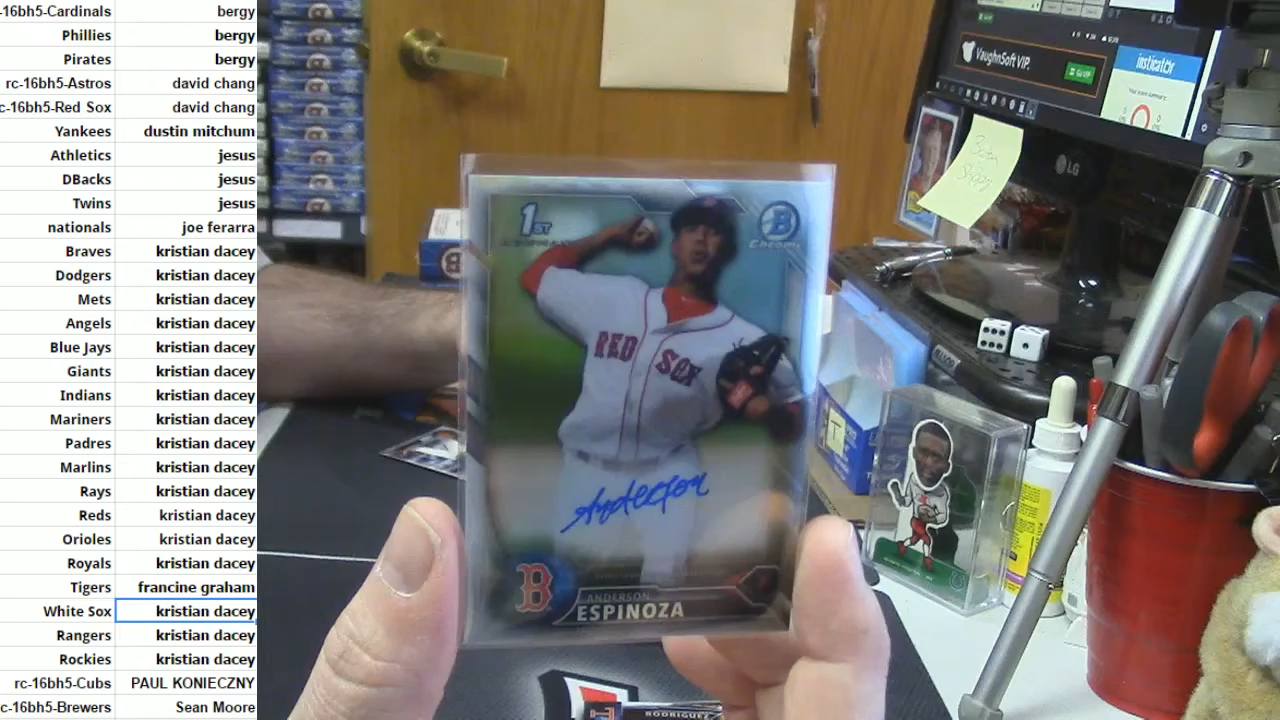 -16bh5-Cardinals bergy
Phillies bergy
Pirates bergy
rc-16bh5-Astros david chang
c-16bh5-Red Sox david chang
Yankees dustin mitchum
Athletics jesus
DBacks jesus
Twins jesus
nationals joe ferarra
Braves kristian dacey
Dodgers kristian dacey
Mets kristian dacey
Angels kristian dacey
Blue Jays kristian dacey
Giants kristian dacey
Indians kristian dacey
Mariners kristian dacey
Padres kristian dacey
Marlins kristian dacey
Rays kristian dacey
Reds kristian dacey
Orioles kristian dacey
Royals kristian dacey
Tigers francine graham
White Sox kristian dacey
Rangers kristian dacey
Rockies kristian dacey
rc-16bh5-Cubs PAUL KONIECZNY
c-16bh5-Brewers Sean Moore
VaughnSoft VIP.
Go VIP
insticator
LG
1ST
B
Chrome
RED SOX
Anderson
B
ANDERSON
ESPINOZA
RODRIGUEZ